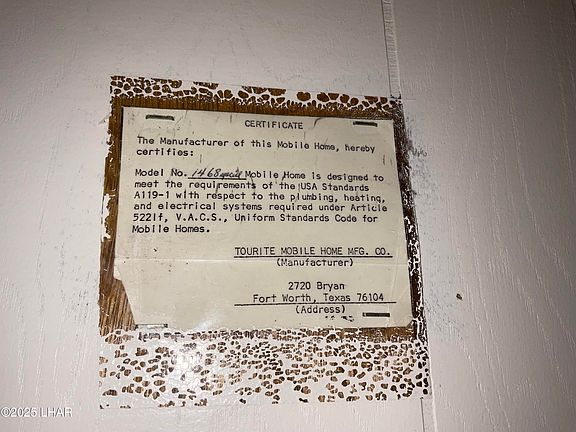 CERTIFICATE
The Manufacturer of this Mobile Home, hereby
certifies:
Model No. 1468 special Mobile Home is designed to
meet the requirements of the USA Standards
A119-1 with respect to the plumbing, heating,
and electrical systems required under Article
5221f, V.A.C.S., Uniform Standards Code for
Mobile Homes.
TOURITE MOBILE HOME MFG. CO.
(Manufacturer)
2720 Bryan
Fort Worth, Texas 76104
(Address)
©2025 LHAR